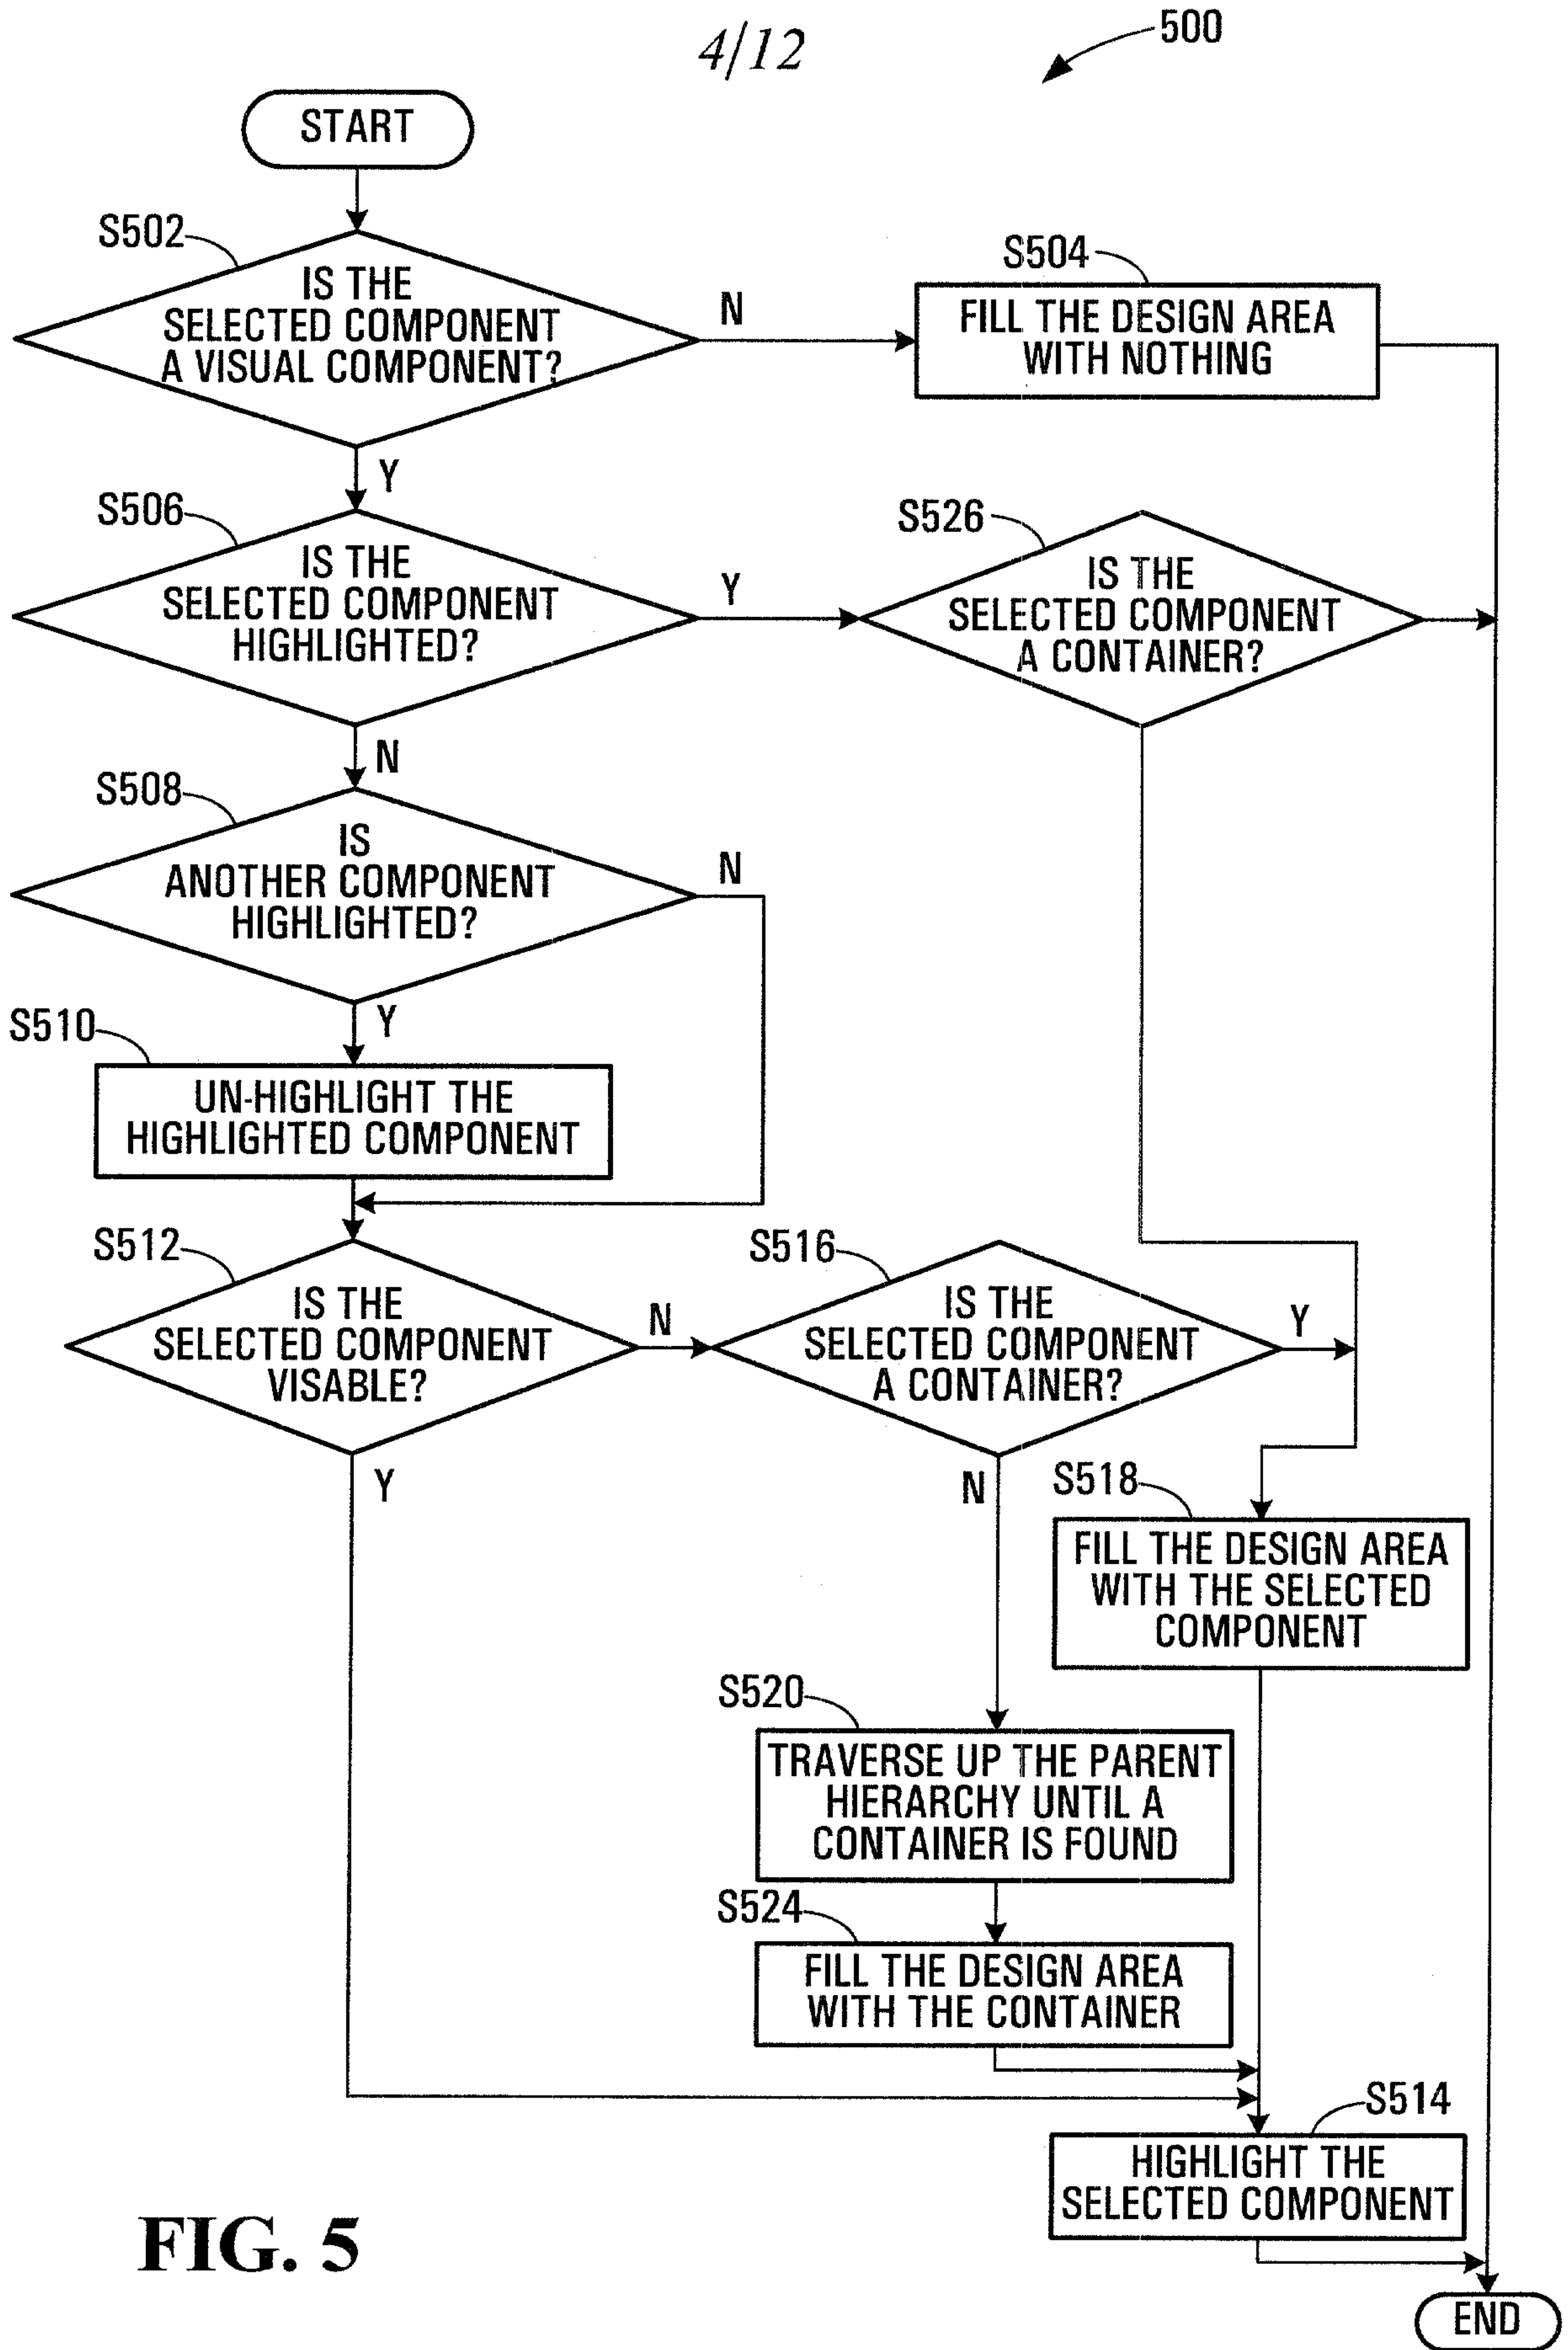 4/12
500
START
S502
IS THE
SELECTED COMPONENT
A VISUAL COMPONENT?
N
S504
FILL THE DESIGN AREA
WITH NOTHING
Y
S506
IS THE
SELECTED COMPONENT
HIGHLIGHTED?
Y
S526
IS THE
SELECTED COMPONENT
A CONTAINER?
N
S508
IS
ANOTHER COMPONENT
HIGHLIGHTED?
N
Y
S510
UN-HIGHLIGHT THE
HIGHLIGHTED COMPONENT
S512
IS THE
SELECTED COMPONENT
VISABLE?
N
S516
IS THE
SELECTED COMPONENT
A CONTAINER?
Y
Y
N
S518
FILL THE DESIGN AREA
WITH THE SELECTED
COMPONENT
S520
TRAVERSE UP THE PARENT
HIERARCHY UNTIL A
CONTAINER IS FOUND
S524
FILL THE DESIGN AREA
WITH THE CONTAINER
S514
HIGHLIGHT THE
SELECTED COMPONENT
FIG. 5
END